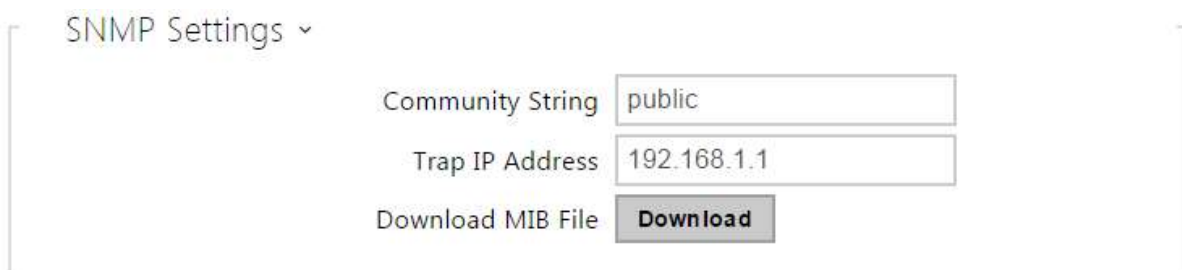 SNMP Settings
Community String public
Trap IP Address 192.168.1.1
Download MIB File Download